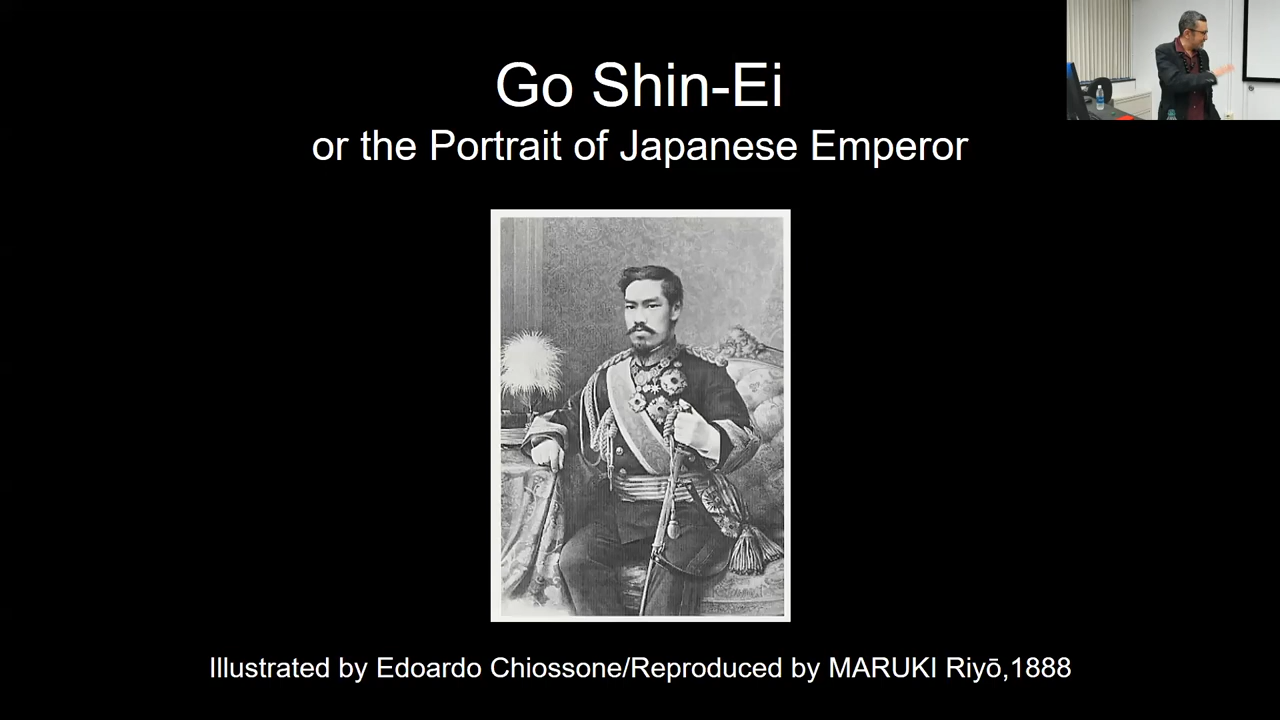 Go Shin-Ei
or the Portrait of Japanese Emperor
Illustrated by Edoardo Chiossone/Reproduced by MARUKI Riyō,1888